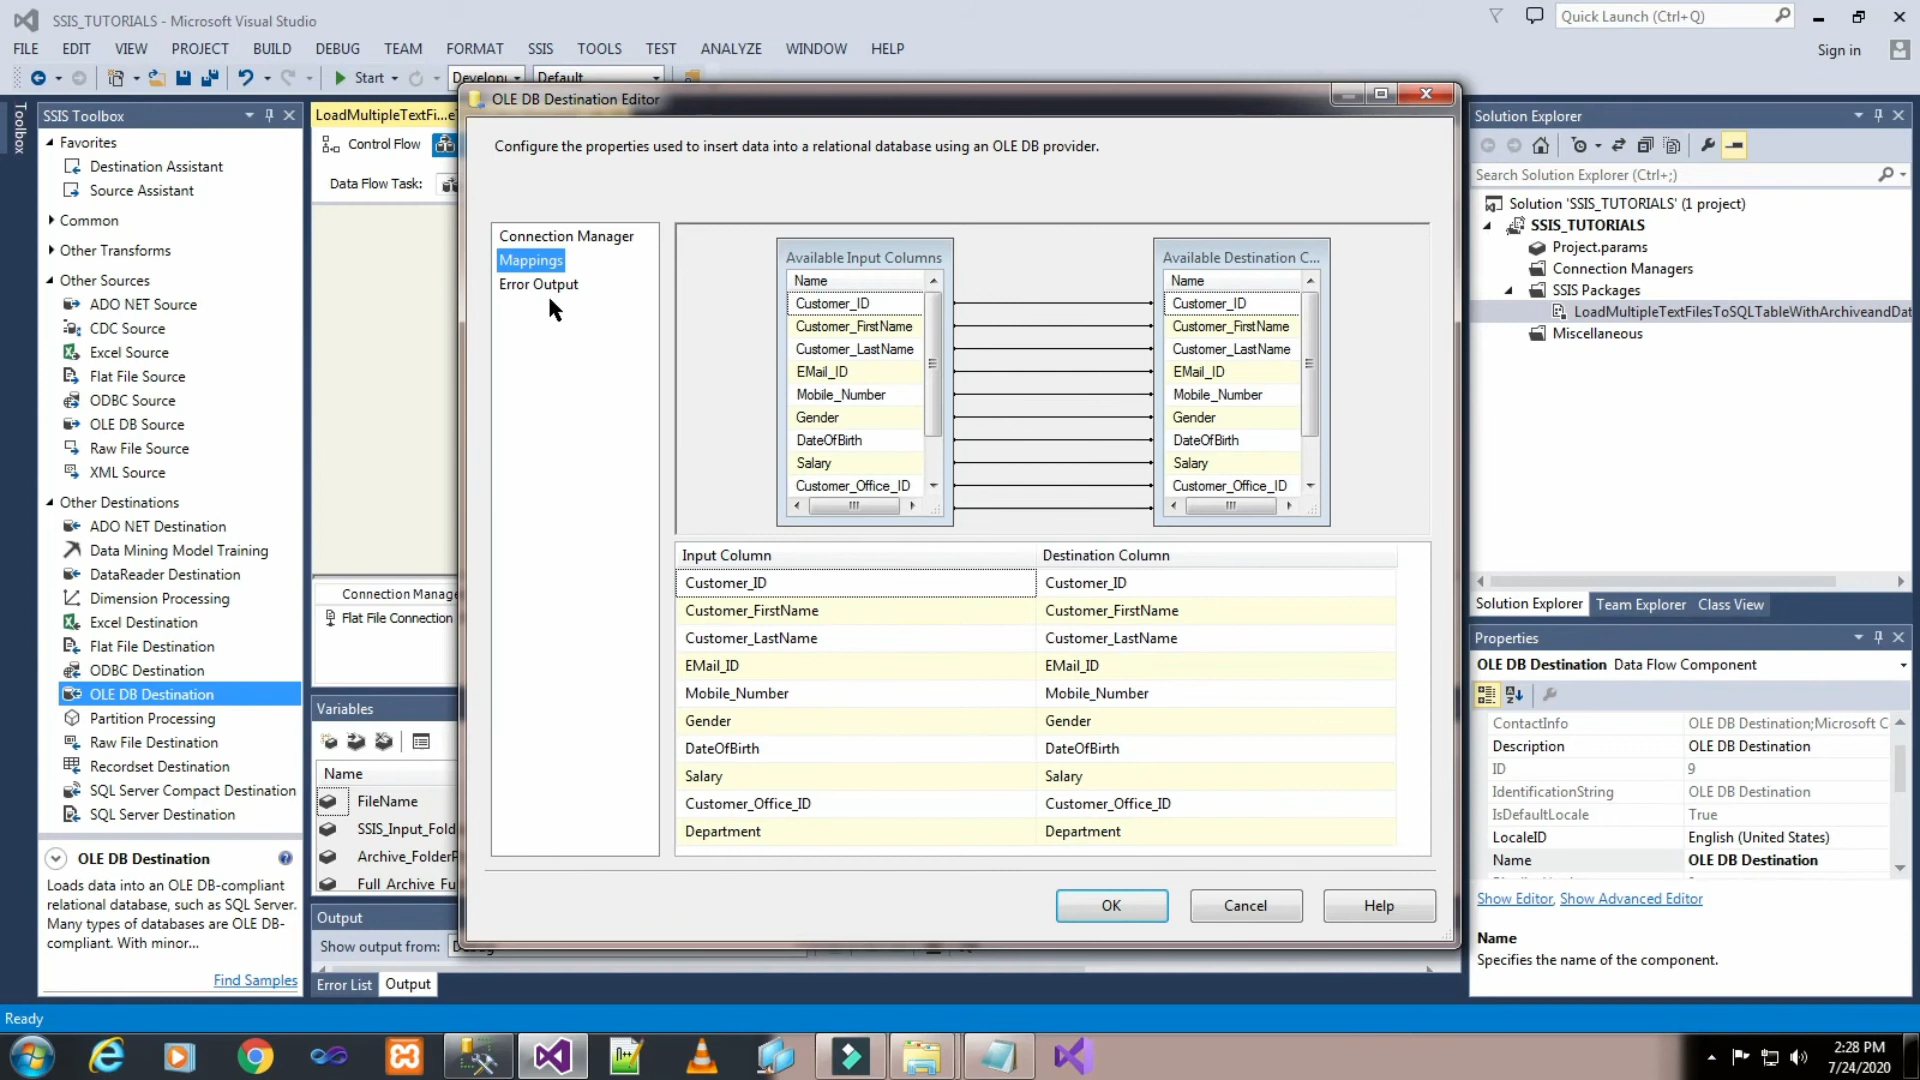 SSIS_TUTORIALS - Microsoft Visual Studio
Quick Launch (Ctrl+Q)
FILE EDIT VIEW PROJECT BUILD DEBUG TEAM FORMAT SSIS TOOLS TEST ANALYZE WINDOW HELP
Sign in
Start
Default
Toolbox
SSIS Toolbox
Favorites
Destination Assistant
Source Assistant
Common
Other Transforms
Other Sources
ADO NET Source
CDC Source
Excel Source
Flat File Source
ODBC Source
OLE DB Source
Raw File Source
XML Source
Other Destinations
ADO NET Destination
Data Mining Model Training
DataReader Destination
Dimension Processing
Excel Destination
Flat File Destination
ODBC Destination
OLE DB Destination
Partition Processing
Raw File Destination
Recordset Destination
SQL Server Compact Destination
SQL Server Destination
OLE DB Destination
Loads data into an OLE DB-compliant
relational database, such as SQL Server.
Many types of databases are OLE DB-
compliant. With minor...
Find Samples
LoadMultipleTextFi...e
Control Flow
Data Flow Task:
Connection Manage
Flat File Connection
Variables
Name
FileName
SSIS_Input_Fold
Archive_FolderP
Full Archive Fu
Output
Show output from:
Error List Output
OLE DB Destination Editor
Configure the properties used to insert data into a relational database using an OLE DB provider.
Connection Manager
Mappings
Error Output
Available Input Columns
Name
Customer_ID
Customer_FirstName
Customer_LastName
EMail_ID
Mobile_Number
Gender
DateOfBirth
Salary
Customer_Office_ID
Available Destination C...
Name
Customer_ID
Customer_FirstName
Customer_LastName
EMail_ID
Mobile_Number
Gender
DateOfBirth
Salary
Customer_Office_ID
Input Column Destination Column
Customer_ID Customer_ID
Customer_FirstName Customer_FirstName
Customer_LastName Customer_LastName
EMail_ID EMail_ID
Mobile_Number Mobile_Number
Gender Gender
DateOfBirth DateOfBirth
Salary Salary
Customer_Office_ID Customer_Office_ID
Department Department
OK Cancel Help
Solution Explorer
Search Solution Explorer (Ctrl+;)
Solution 'SSIS_TUTORIALS' (1 project)
SSIS_TUTORIALS
Project.params
Connection Managers
SSIS Packages
LoadMultipleTextFilesToSQLTableWithArchiveandDat
Miscellaneous
Solution Explorer Team Explorer Class View
Properties
OLE DB Destination Data Flow Component
ContactInfo OLE DB Destination;Microsoft C
Description OLE DB Destination
ID 9
IdentificationString OLE DB Destination
IsDefaultLocale True
LocaleID English (United States)
Name OLE DB Destination
Show Editor, Show Advanced Editor
Name
Specifies the name of the component.
Ready
2:28 PM
7/24/2020